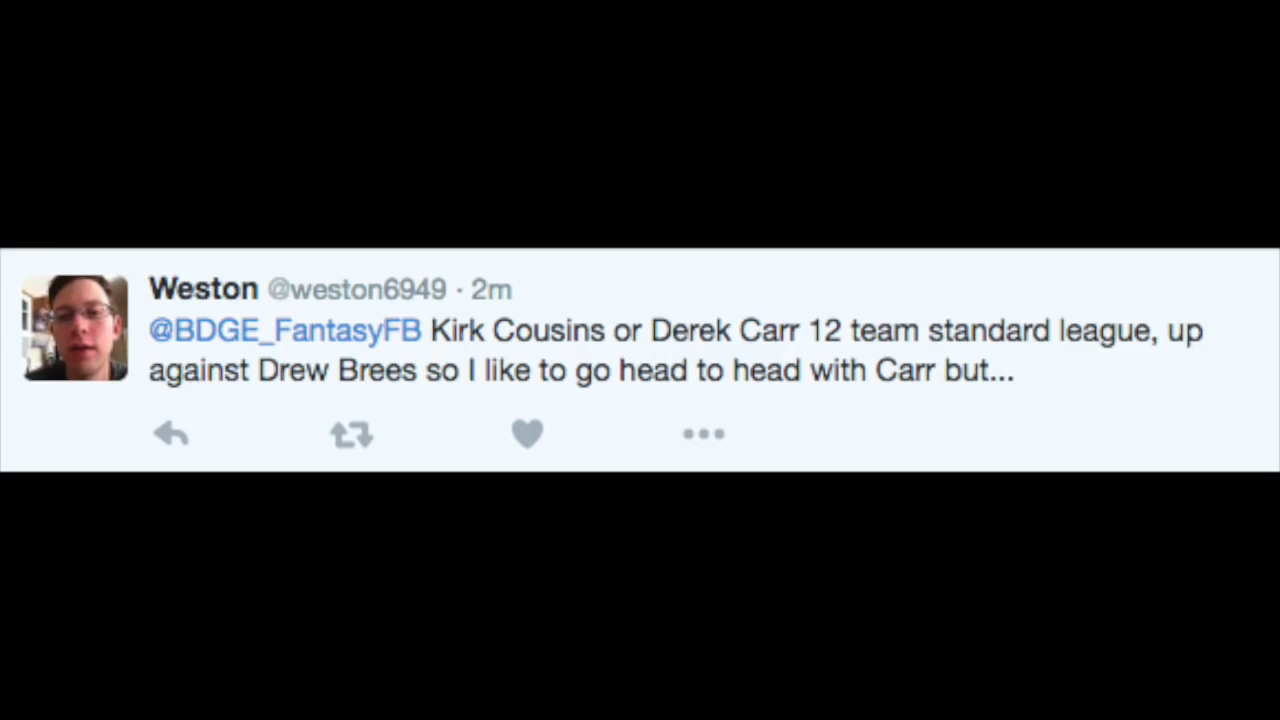 Weston @weston6949 · 2m
@BDGE_FantasyFB Kirk Cousins or Derek Carr 12 team standard league, up
against Drew Brees so I like to go head to head with Carr but...